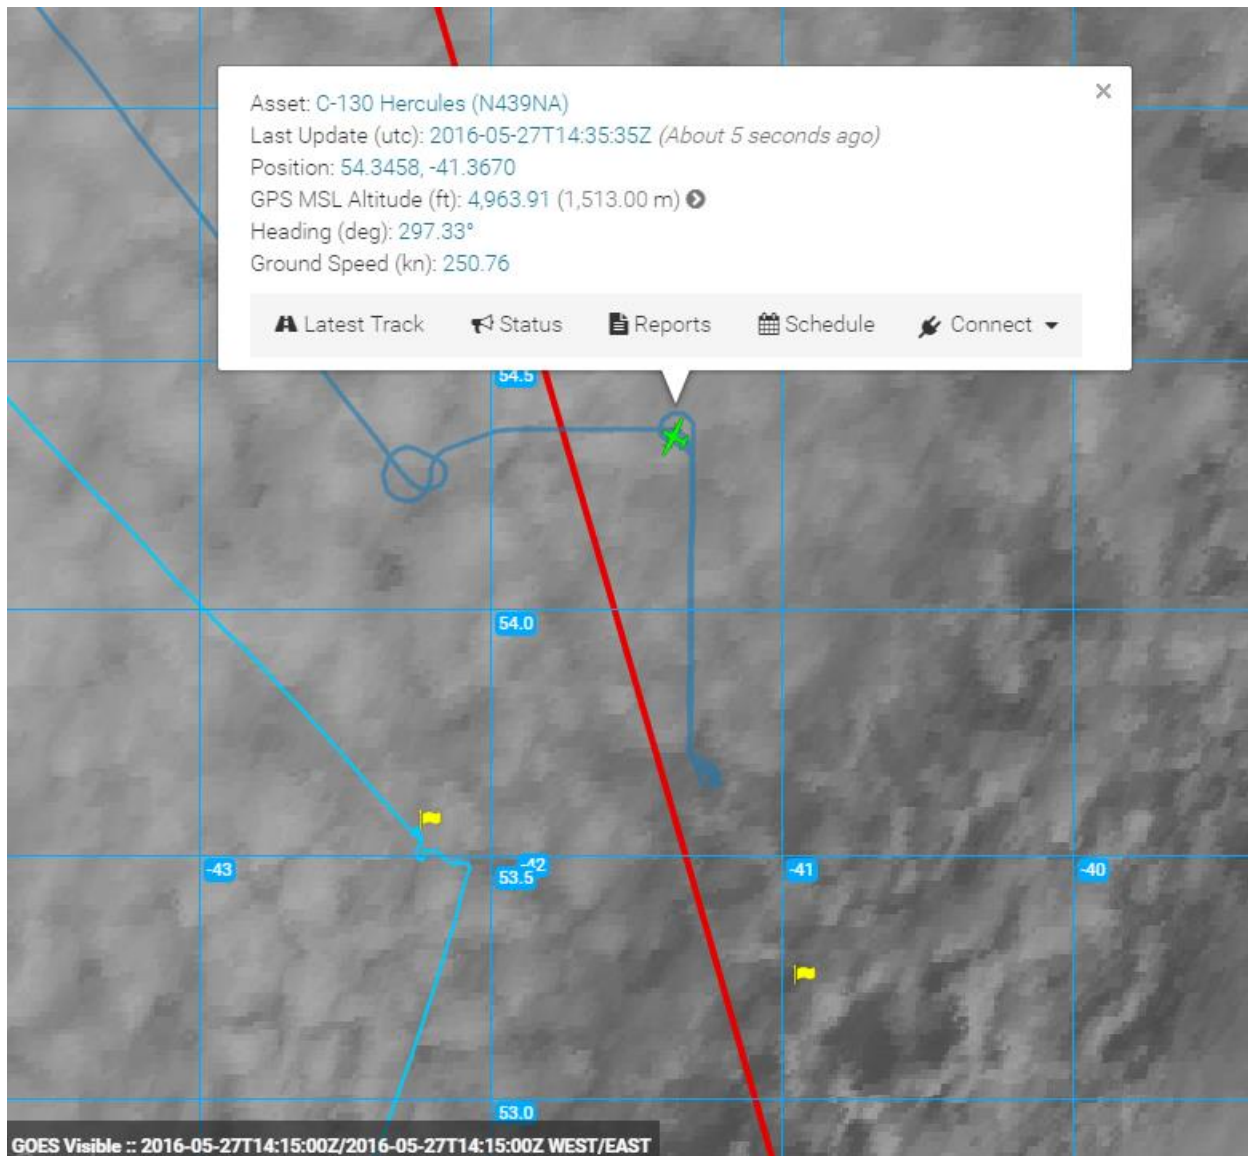 Asset: C-130 Hercules (N439NA)
Last Update (utc): 2016-05-27T14:35:35Z (About 5 seconds ago)
Position: 54.3458, -41.3670
GPS MSL Altitude (ft): 4,963.91 (1,513.00 m)
Heading (deg): 297.33°
Ground Speed (kn): 250.76
Latest Track Status Reports Schedule Connect
54.5
54.0
-43 -42 -41 -40
53.5
53.0
GOES Visible :: 2016-05-27T14:15:00Z/2016-05-27T14:15:00Z WEST/EAST